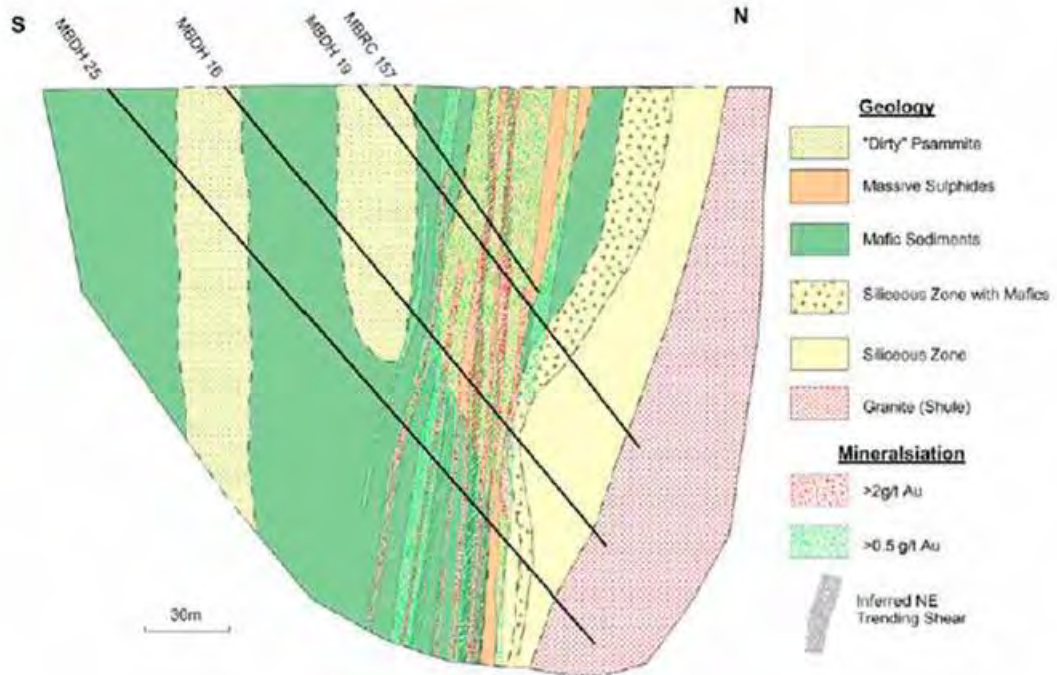 S
N
MBDH 25
MBDH 16
MBDH 19
MBRC 157
Geology
"Dirty" Psammite
Massive Sulphides
Mafic Sediments
Siliceous Zone with Mafics
Siliceous Zone
Granite (Shule)
Mineralsiation
>2g/t Au
>0.5 g/t Au
Inferred NE
Trending Shear
30m